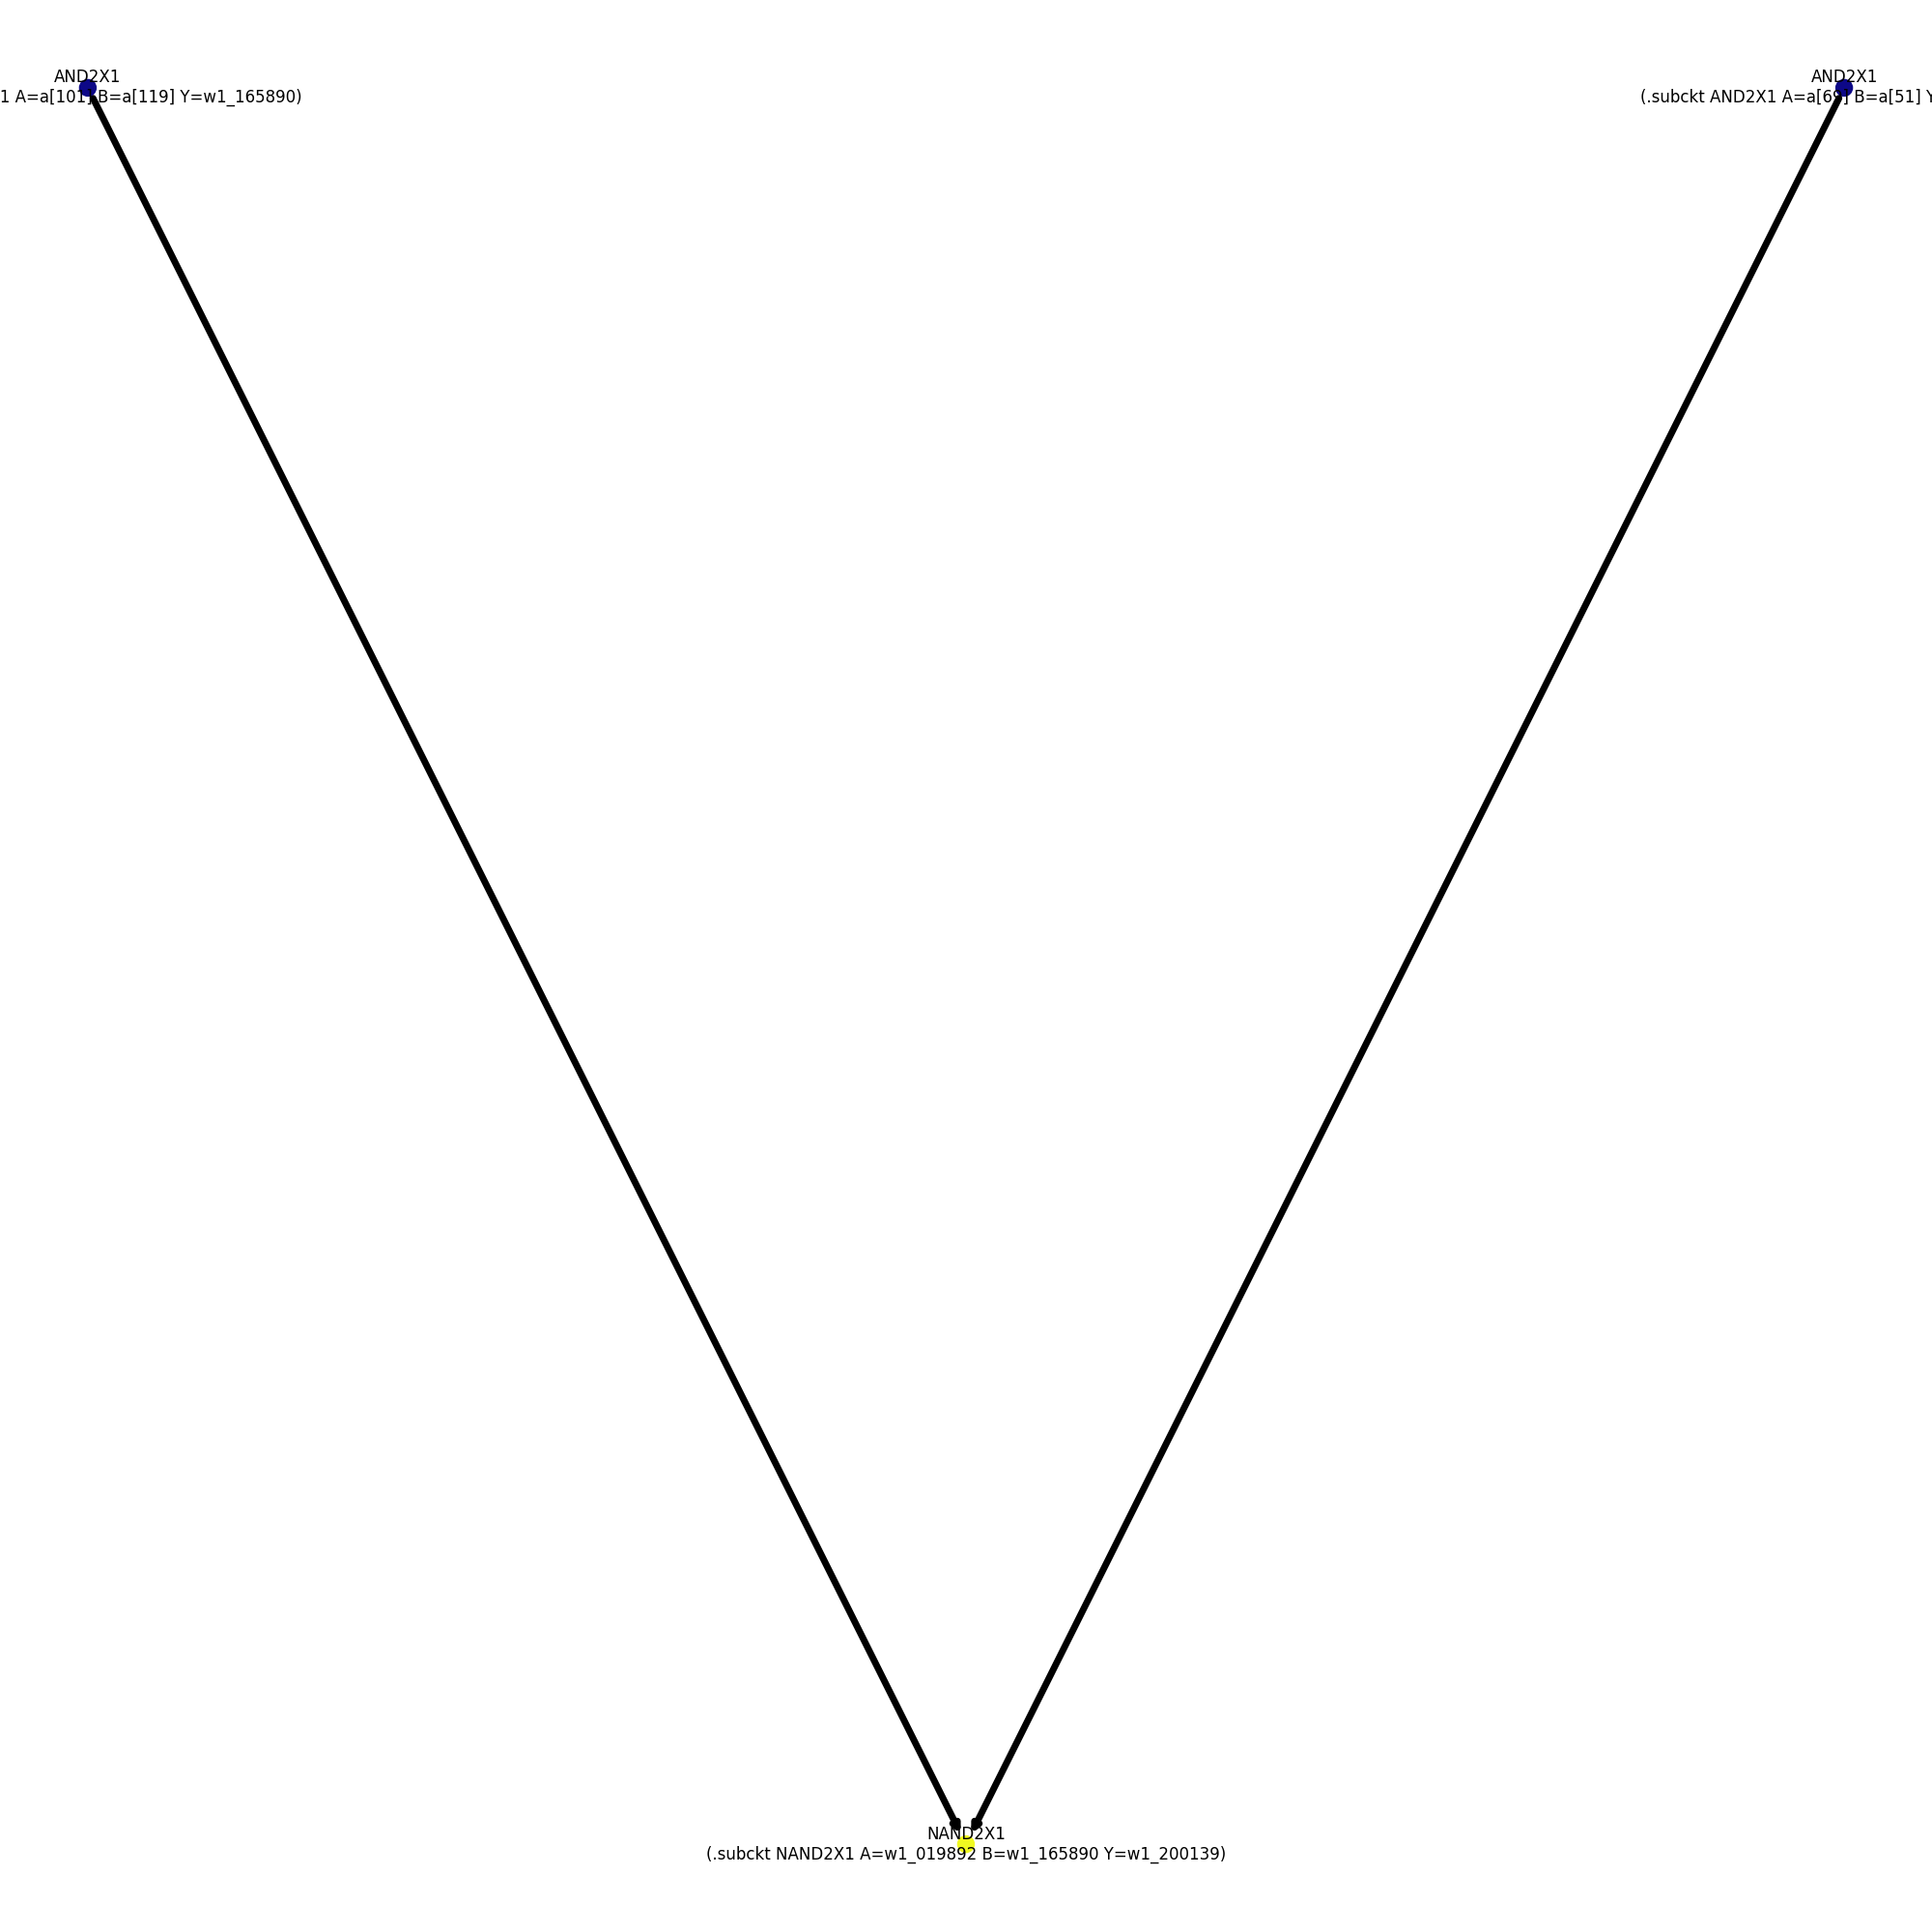 AND2X1
1 A=a[101] B=a[119] Y=w1_165890)
AND2X1
(.subckt AND2X1 A=a[69] B=a[51] Y
NAND2X1
(.subckt NAND2X1 A=w1_019892 B=w1_165890 Y=w1_200139)